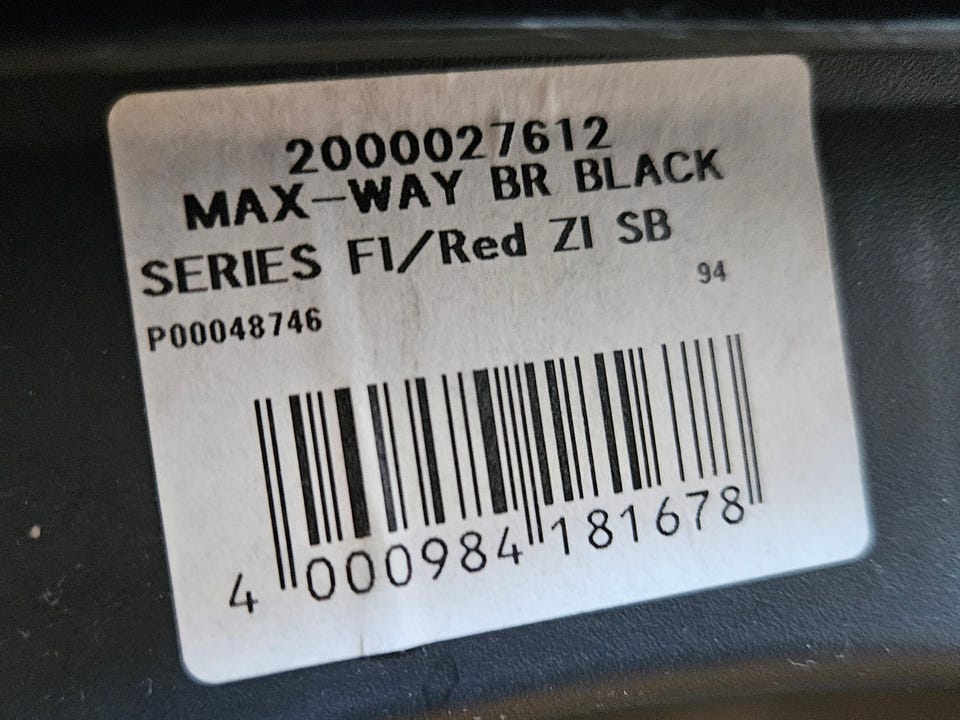 2000027612
MAX-WAY BR BLACK
SERIES FI/Red ZI SB
94
P00048746
4 000984 181678